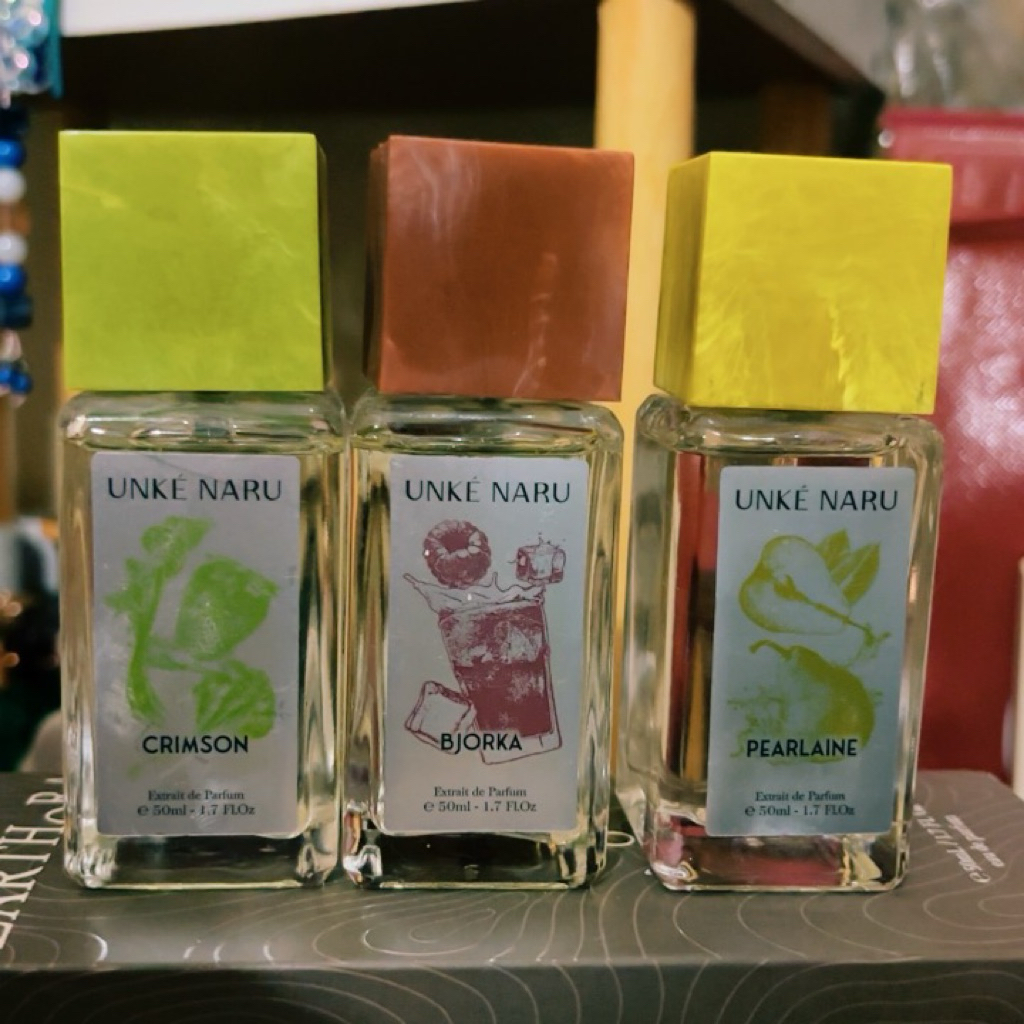 UNKÉ NARU
CRIMSON
Extrait de Parfum
℮ 50ml - 1.7 FLOz
UNKÉ NARU
BJORKA
Extrait de Parfum
℮ 50ml - 1.7 FLOz
UNKÉ NARU
PEARLAINE
Extrait de Parfum
℮ 50ml - 1.7 FLOz